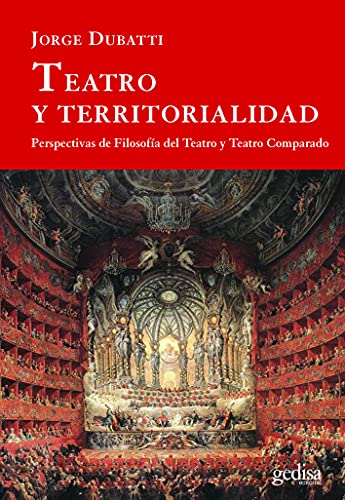 JORGE DUBATTI
TEATRO
Y TERRITORIALIDAD
Perspectivas de Filosofía del Teatro y Teatro Comparado
gedisa
editorial